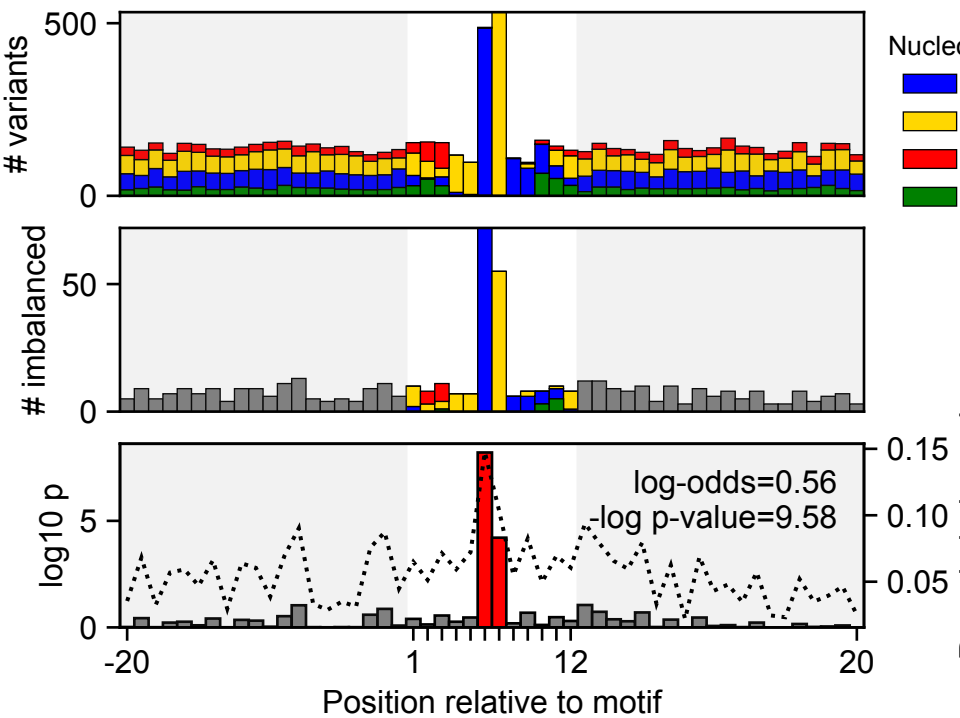 500
0
# variants
50
0
# imbalanced
5
0
log10 p
0.15
0.10
0.05
log-odds=0.56
-log p-value=9.58
-20
1
12
20
Position relative to motif